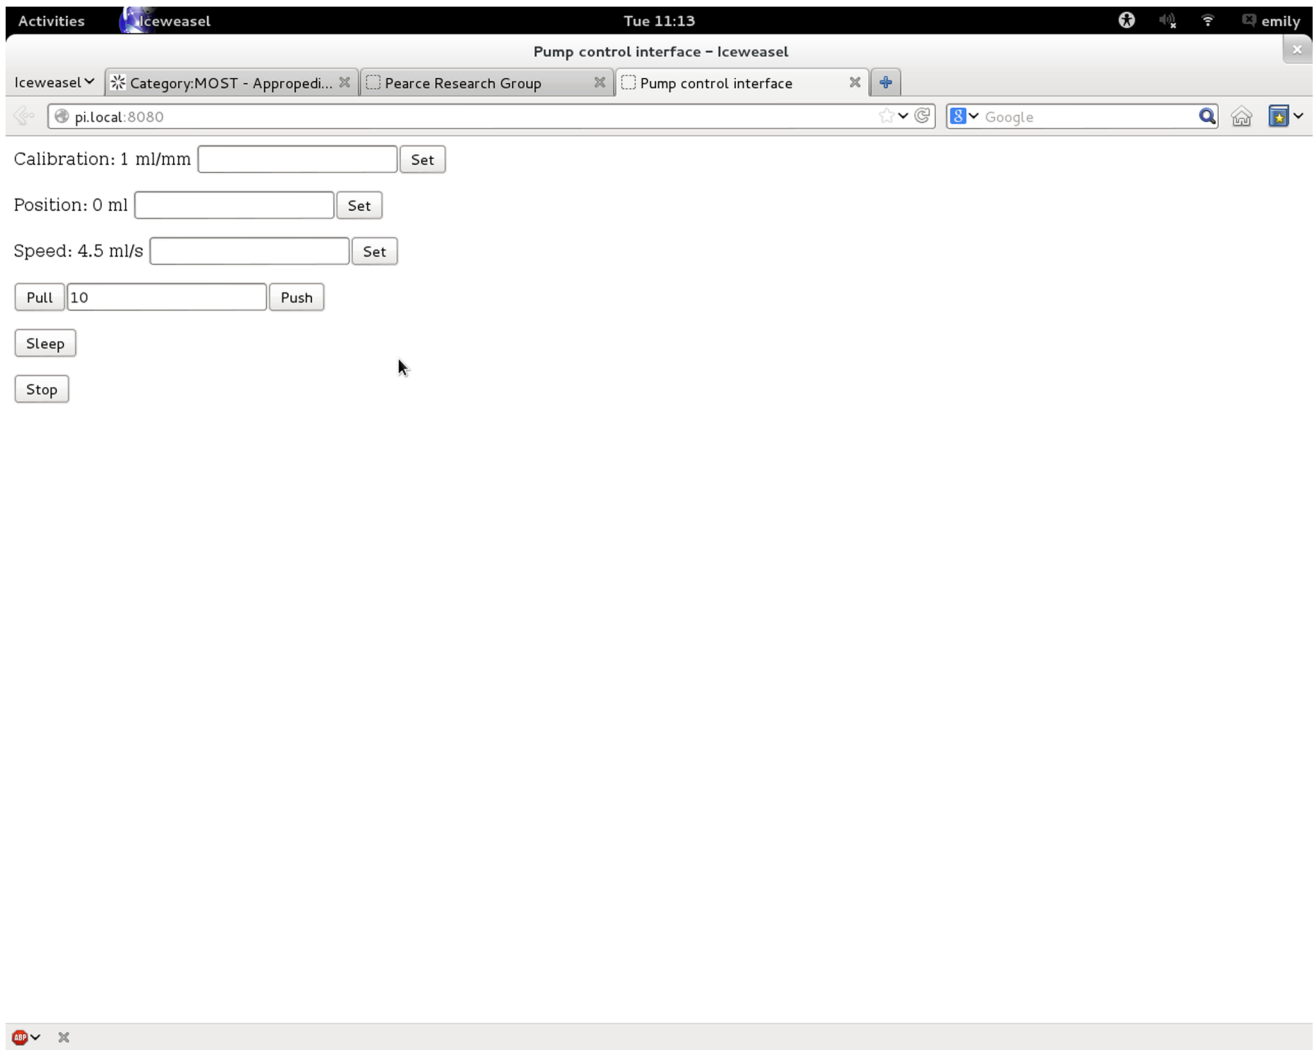 Activities Iceweasel Tue 11:13 emily
Pump control interface – Iceweasel
Iceweasel Category:MOST - Appropedi... Pearce Research Group Pump control interface
pi.local:8080 8 Google
Calibration: 1 ml/mm Set
Position: 0 ml Set
Speed: 4.5 ml/s Set
Pull 10 Push
Sleep
Stop
ABP